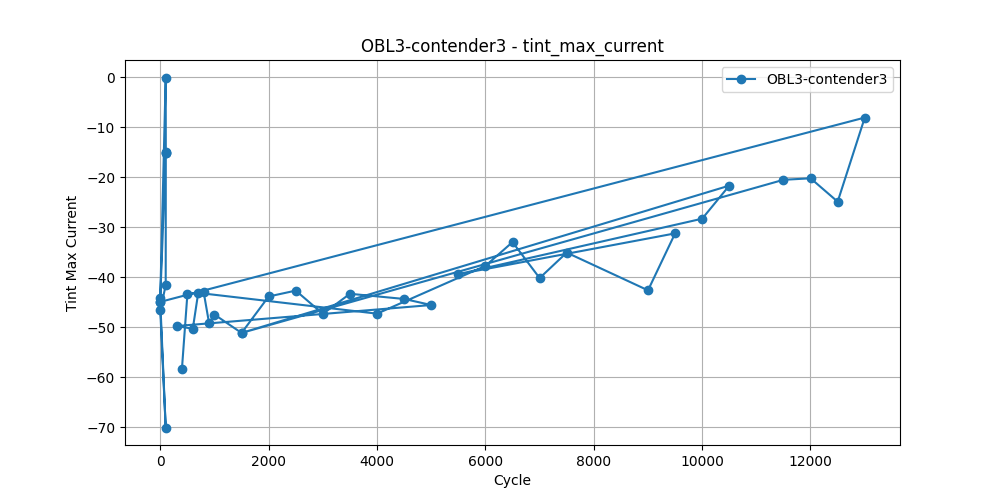 OBL3-contender3 - tint_max_current
OBL3-contender3
Tint Max Current
0
−10
−20
−30
−40
−50
−60
−70
0 2000 4000 6000 8000 10000 12000
Cycle